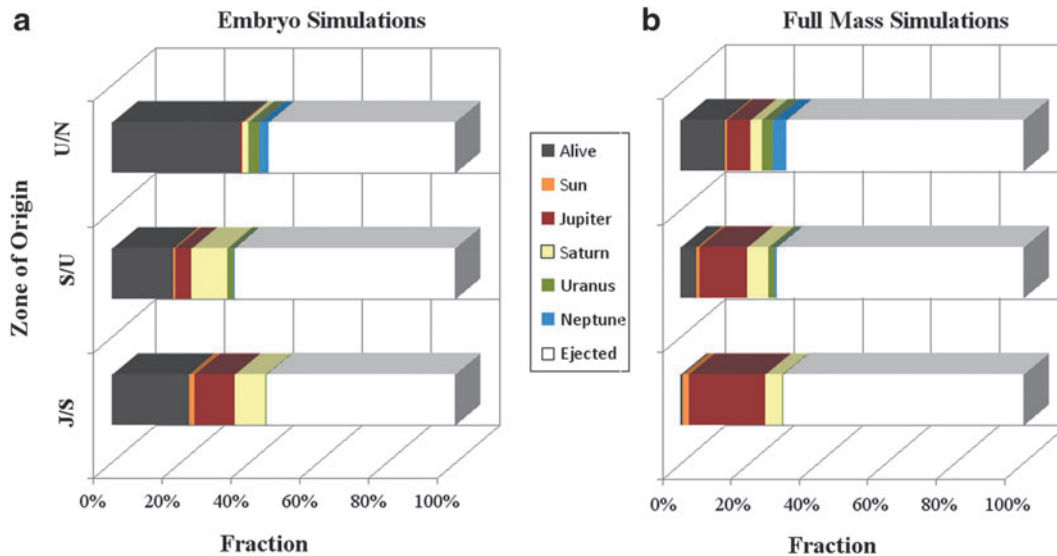 a
Embryo Simulations
Zone of Origin
U/N
S/U
J/S
0% 20% 40% 60% 80% 100%
Fraction
Alive
Sun
Jupiter
Saturn
Uranus
Neptune
Ejected
b
Full Mass Simulations
0% 20% 40% 60% 80% 100%
Fraction